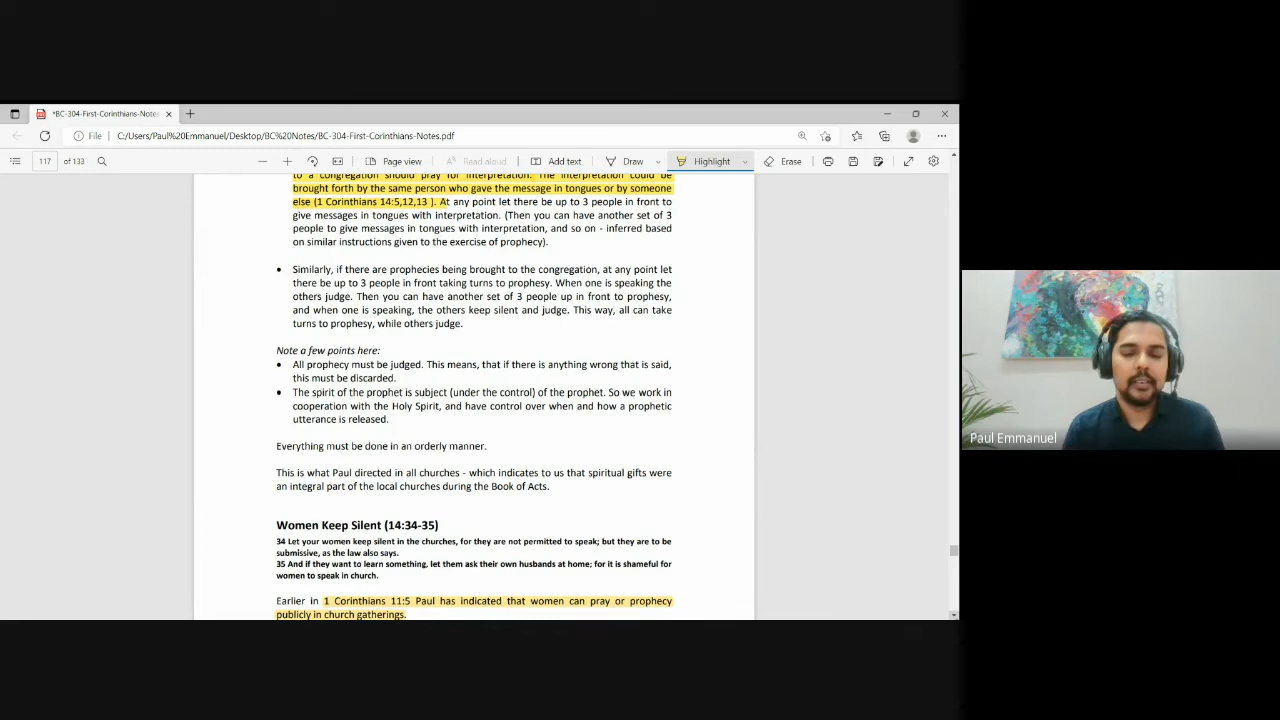 *BC-304-First-Corinthians-Notes
File
C:/Users/Paul%20Emmanuel/Desktop/BC%20Notes/BC-304-First-Corinthians-Notes.pdf
117 of 133
Page view
Read aloud
Add text
Draw
Highlight
Erase
to a congregation should pray for interpretation. The interpretation could be
brought forth by the same person who gave the message in tongues or by someone
else (1 Corinthians 14:5,12,13 ). At any point let there be up to 3 people in front to
give messages in tongues with interpretation. (Then you can have another set of 3
people to give messages in tongues with interpretation, and so on - inferred based
on similar instructions given to the exercise of prophecy).
• Similarly, if there are prophecies being brought to the congregation, at any point let
there be up to 3 people in front taking turns to prophesy. When one is speaking the
others judge. Then you can have another set of 3 people up in front to prophesy,
and when one is speaking, the others keep silent and judge. This way, all can take
turns to prophesy, while others judge.
Note a few points here:
• All prophecy must be judged. This means, that if there is anything wrong that is said,
this must be discarded.
• The spirit of the prophet is subject (under the control) of the prophet. So we work in
cooperation with the Holy Spirit, and have control over when and how a prophetic
utterance is released.
Everything must be done in an orderly manner.
This is what Paul directed in all churches - which indicates to us that spiritual gifts were
an integral part of the local churches during the Book of Acts.
Women Keep Silent (14:34-35)
34 Let your women keep silent in the churches, for they are not permitted to speak; but they are to be
submissive, as the law also says.
35 And if they want to learn something, let them ask their own husbands at home; for it is shameful for
women to speak in church.
Earlier in 1 Corinthians 11:5 Paul has indicated that women can pray or prophecy
publicly in church gatherings.
Paul Emmanuel